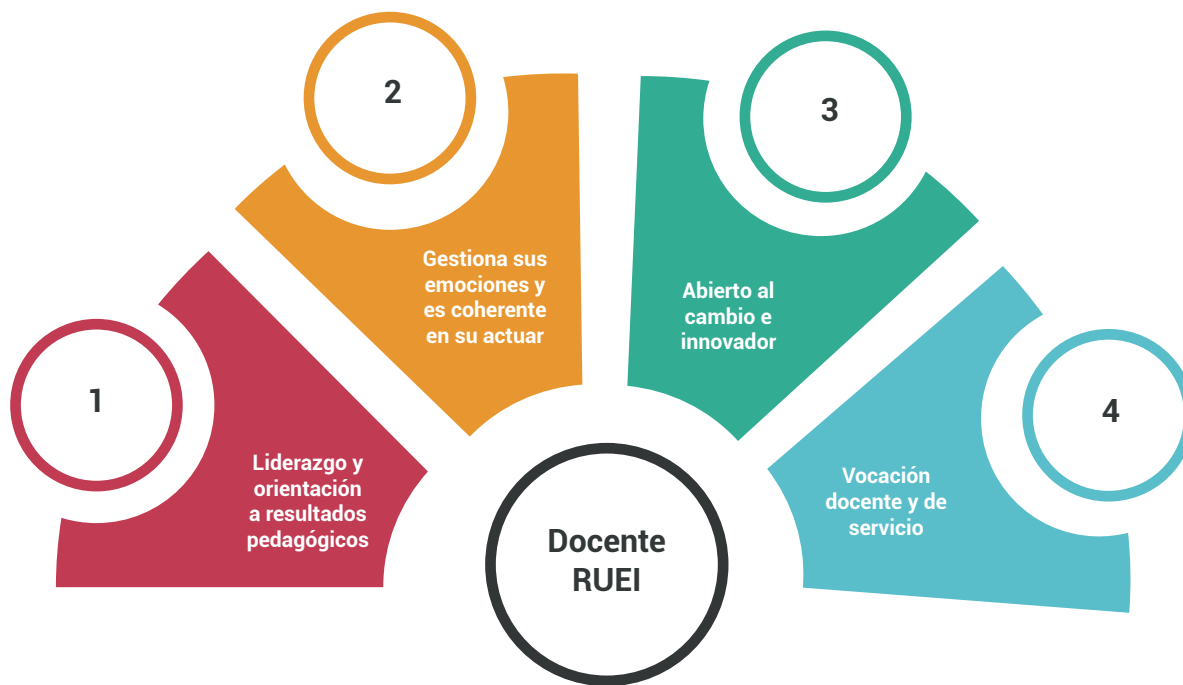 1
Liderazgo y
orientación
a resultados
pedagógicos
2
Gestiona sus
emociones y
es coherente
en su actuar
3
Abierto al
cambio e
innovador
4
Vocación
docente y de
servicio
Docente
RUEI